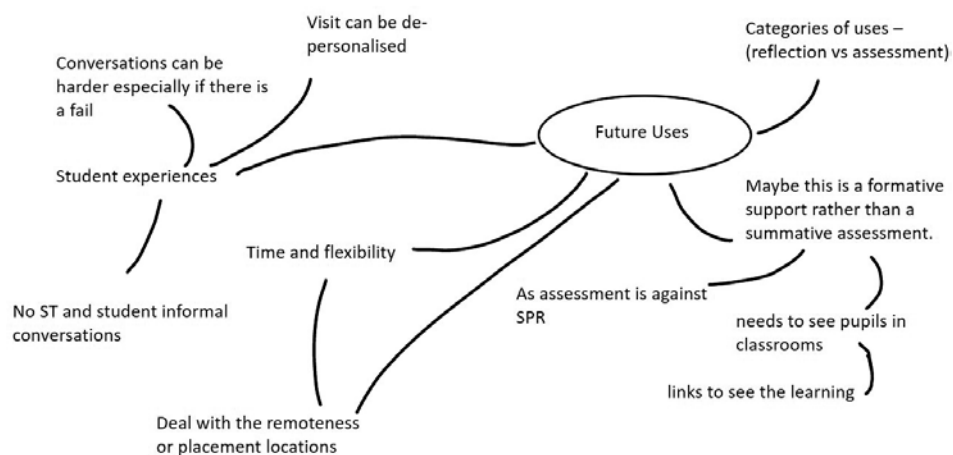 Visit can be de-
personalised
Conversations can be
harder especially if there is
a fail
Student experiences
No ST and student informal
conversations
Time and flexibility
Deal with the remoteness
or placement locations
Future Uses
Categories of uses –
(reflection vs assessment)
Maybe this is a formative
support rather than a
summative assessment.
As assessment is against
SPR
needs to see pupils in
classrooms
links to see the learning